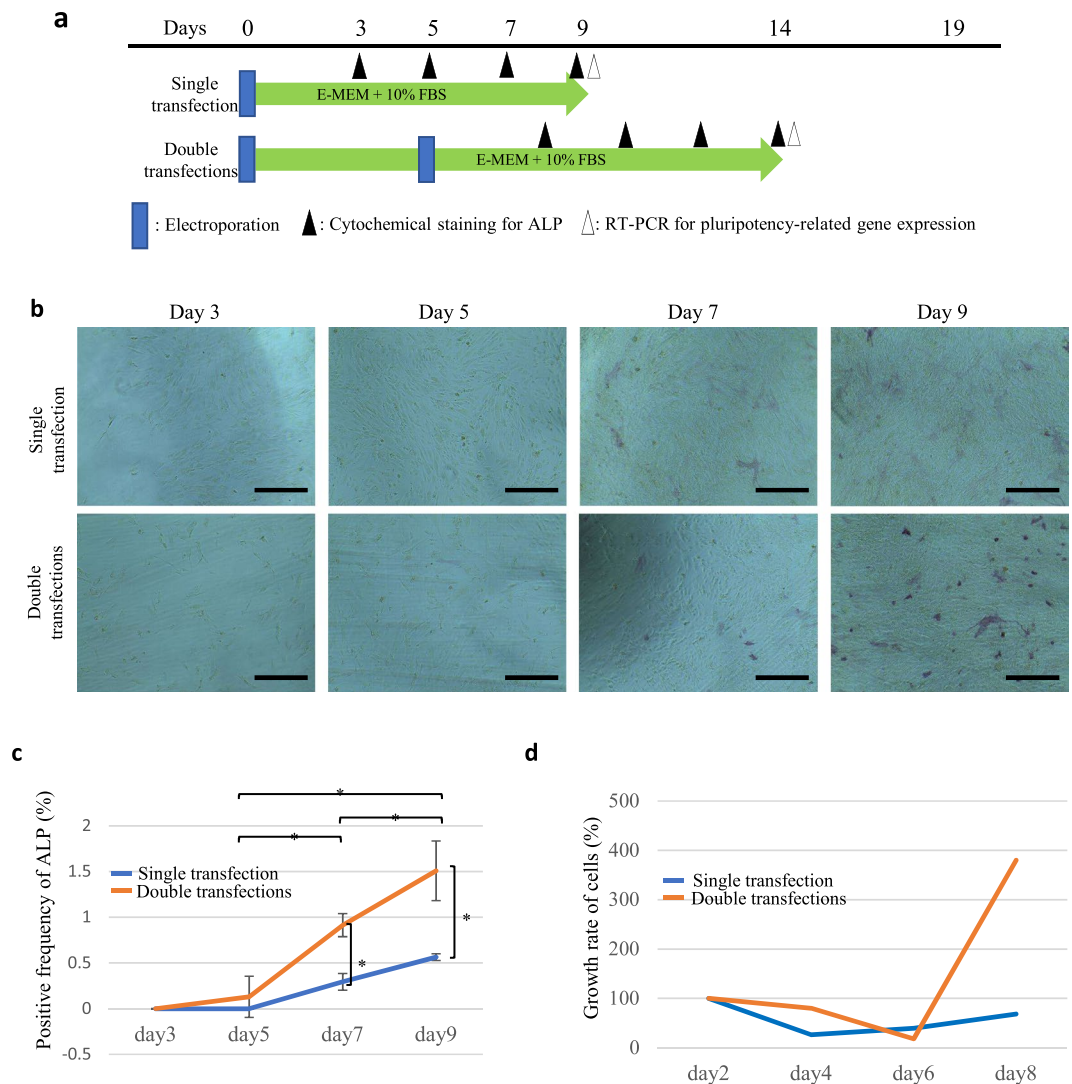 a
Days 0 3 5 7 9 14 19
Single
transfection
E-MEM + 10% FBS
Double
transfections
E-MEM + 10% FBS
: Electroporation : Cytochemical staining for ALP : RT-PCR for pluripotency-related gene expression
b
Day 3 Day 5 Day 7 Day 9
Single
transfection
Double
transfections
c
Positive frequency of ALP (%)
*
*
*
2
1.5
1
0.5
0
-0.5
Single transfection
Double transfections
*
*
day3 day5 day7 day9
d
Growth rate of cells (%)
500
400
300
200
100
0
Single transfection
Double transfections
day2 day4 day6 day8